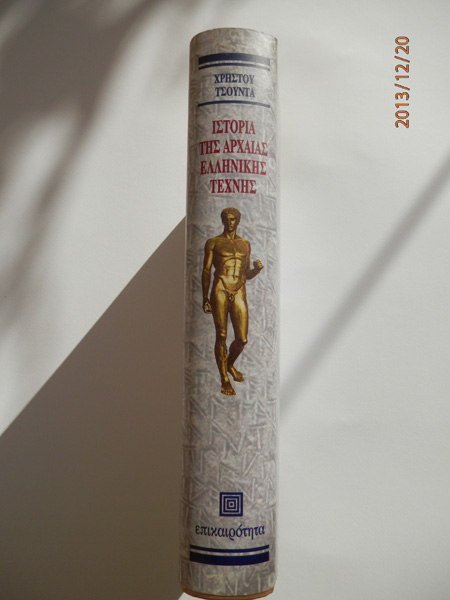 ΧΡΗΣΤΟΥ
ΤΣΟΥΝΤΑ
ΙΣΤΟΡΙΑ
ΤΗΣ ΑΡΧΑΙΑΣ
ΕΛΛΗΝΙΚΗΣ
ΤΕΧΝΗΣ
επικαιρότητα
2013/12/20